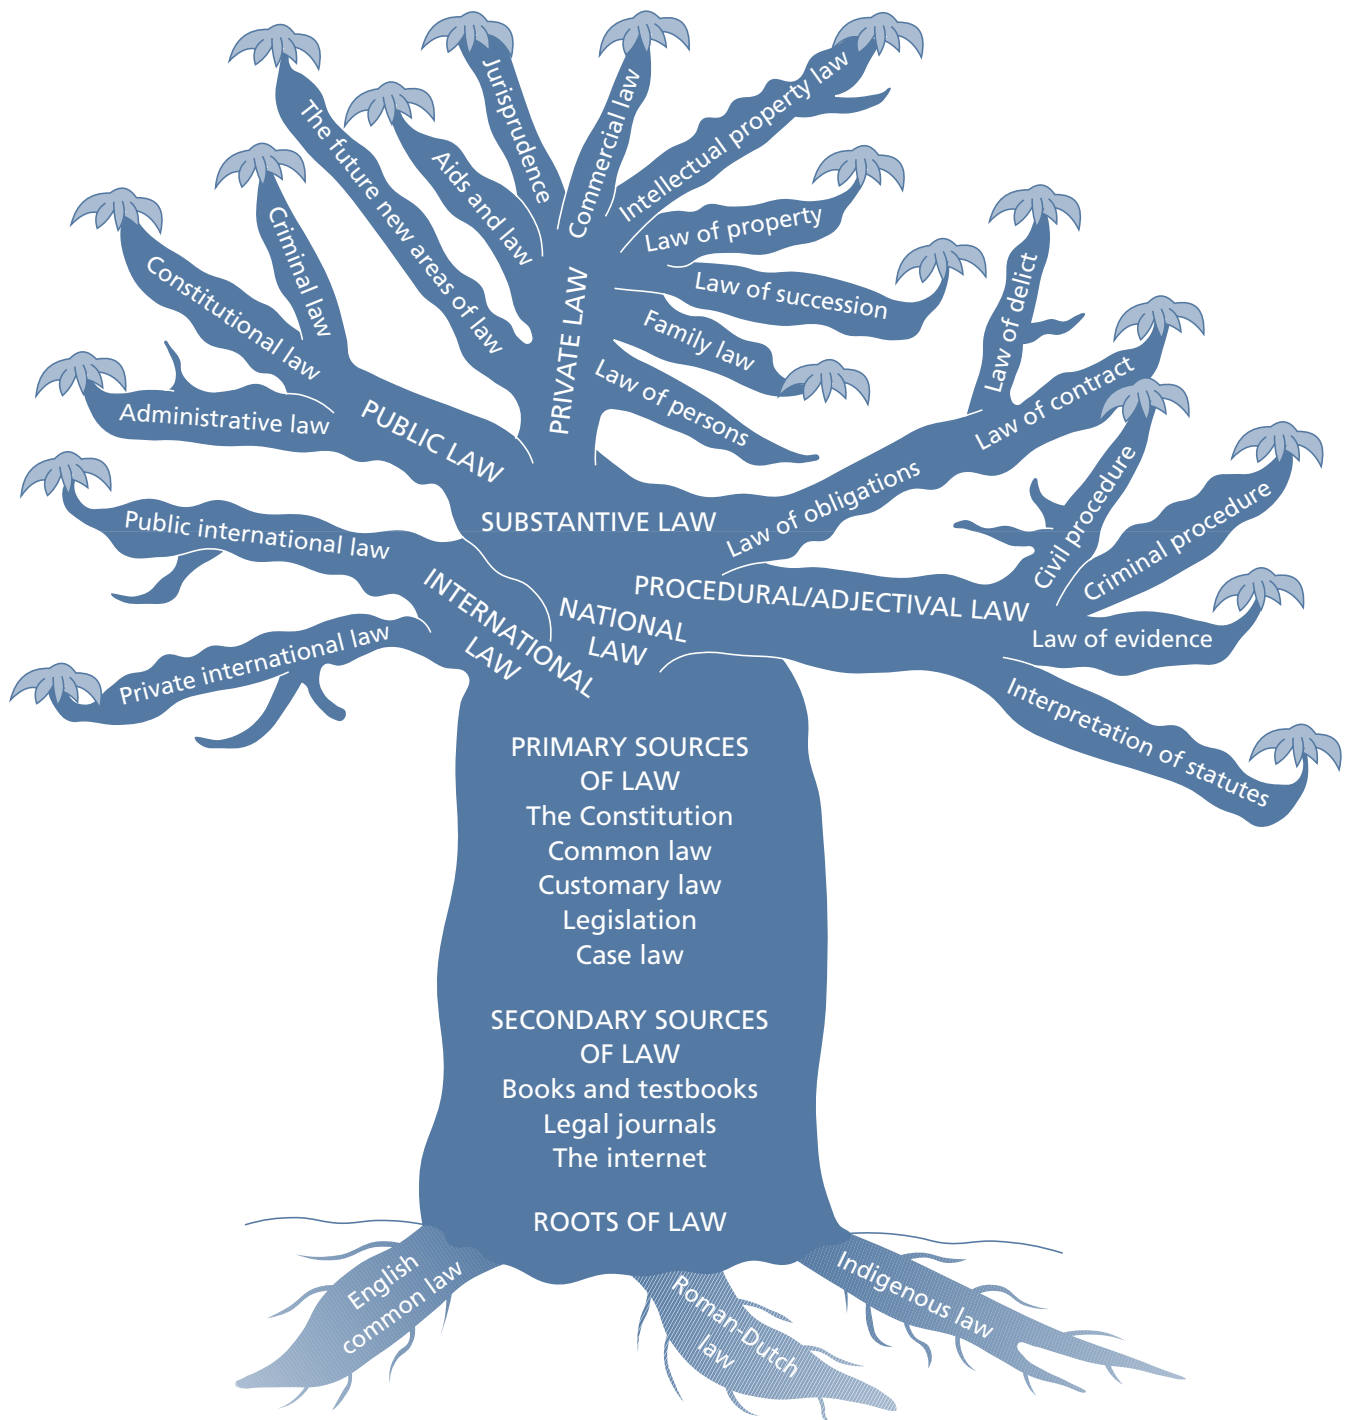 Jurisprudence
Commercial law
Intellectual property law
The future new areas of law
Aids and law
Criminal law
Constitutional law
Administrative law
PUBLIC LAW
PRIVATE LAW
Law of property
Law of succession
Family law
Law of persons
Law of delict
Law of contract
Law of obligations
SUBSTANTIVE LAW
Public international law
Private international law
INTERNATIONAL
LAW
NATIONAL
LAW
PROCEDURAL/ADJECTIVAL LAW
Civil procedure
Criminal procedure
Law of evidence
Interpretation of statutes
PRIMARY SOURCES
OF LAW
The Constitution
Common law
Customary law
Legislation
Case law
SECONDARY SOURCES
OF LAW
Books and testbooks
Legal journals
The internet
ROOTS OF LAW
English
common law
Roman-Dutch
law
Indigenous law